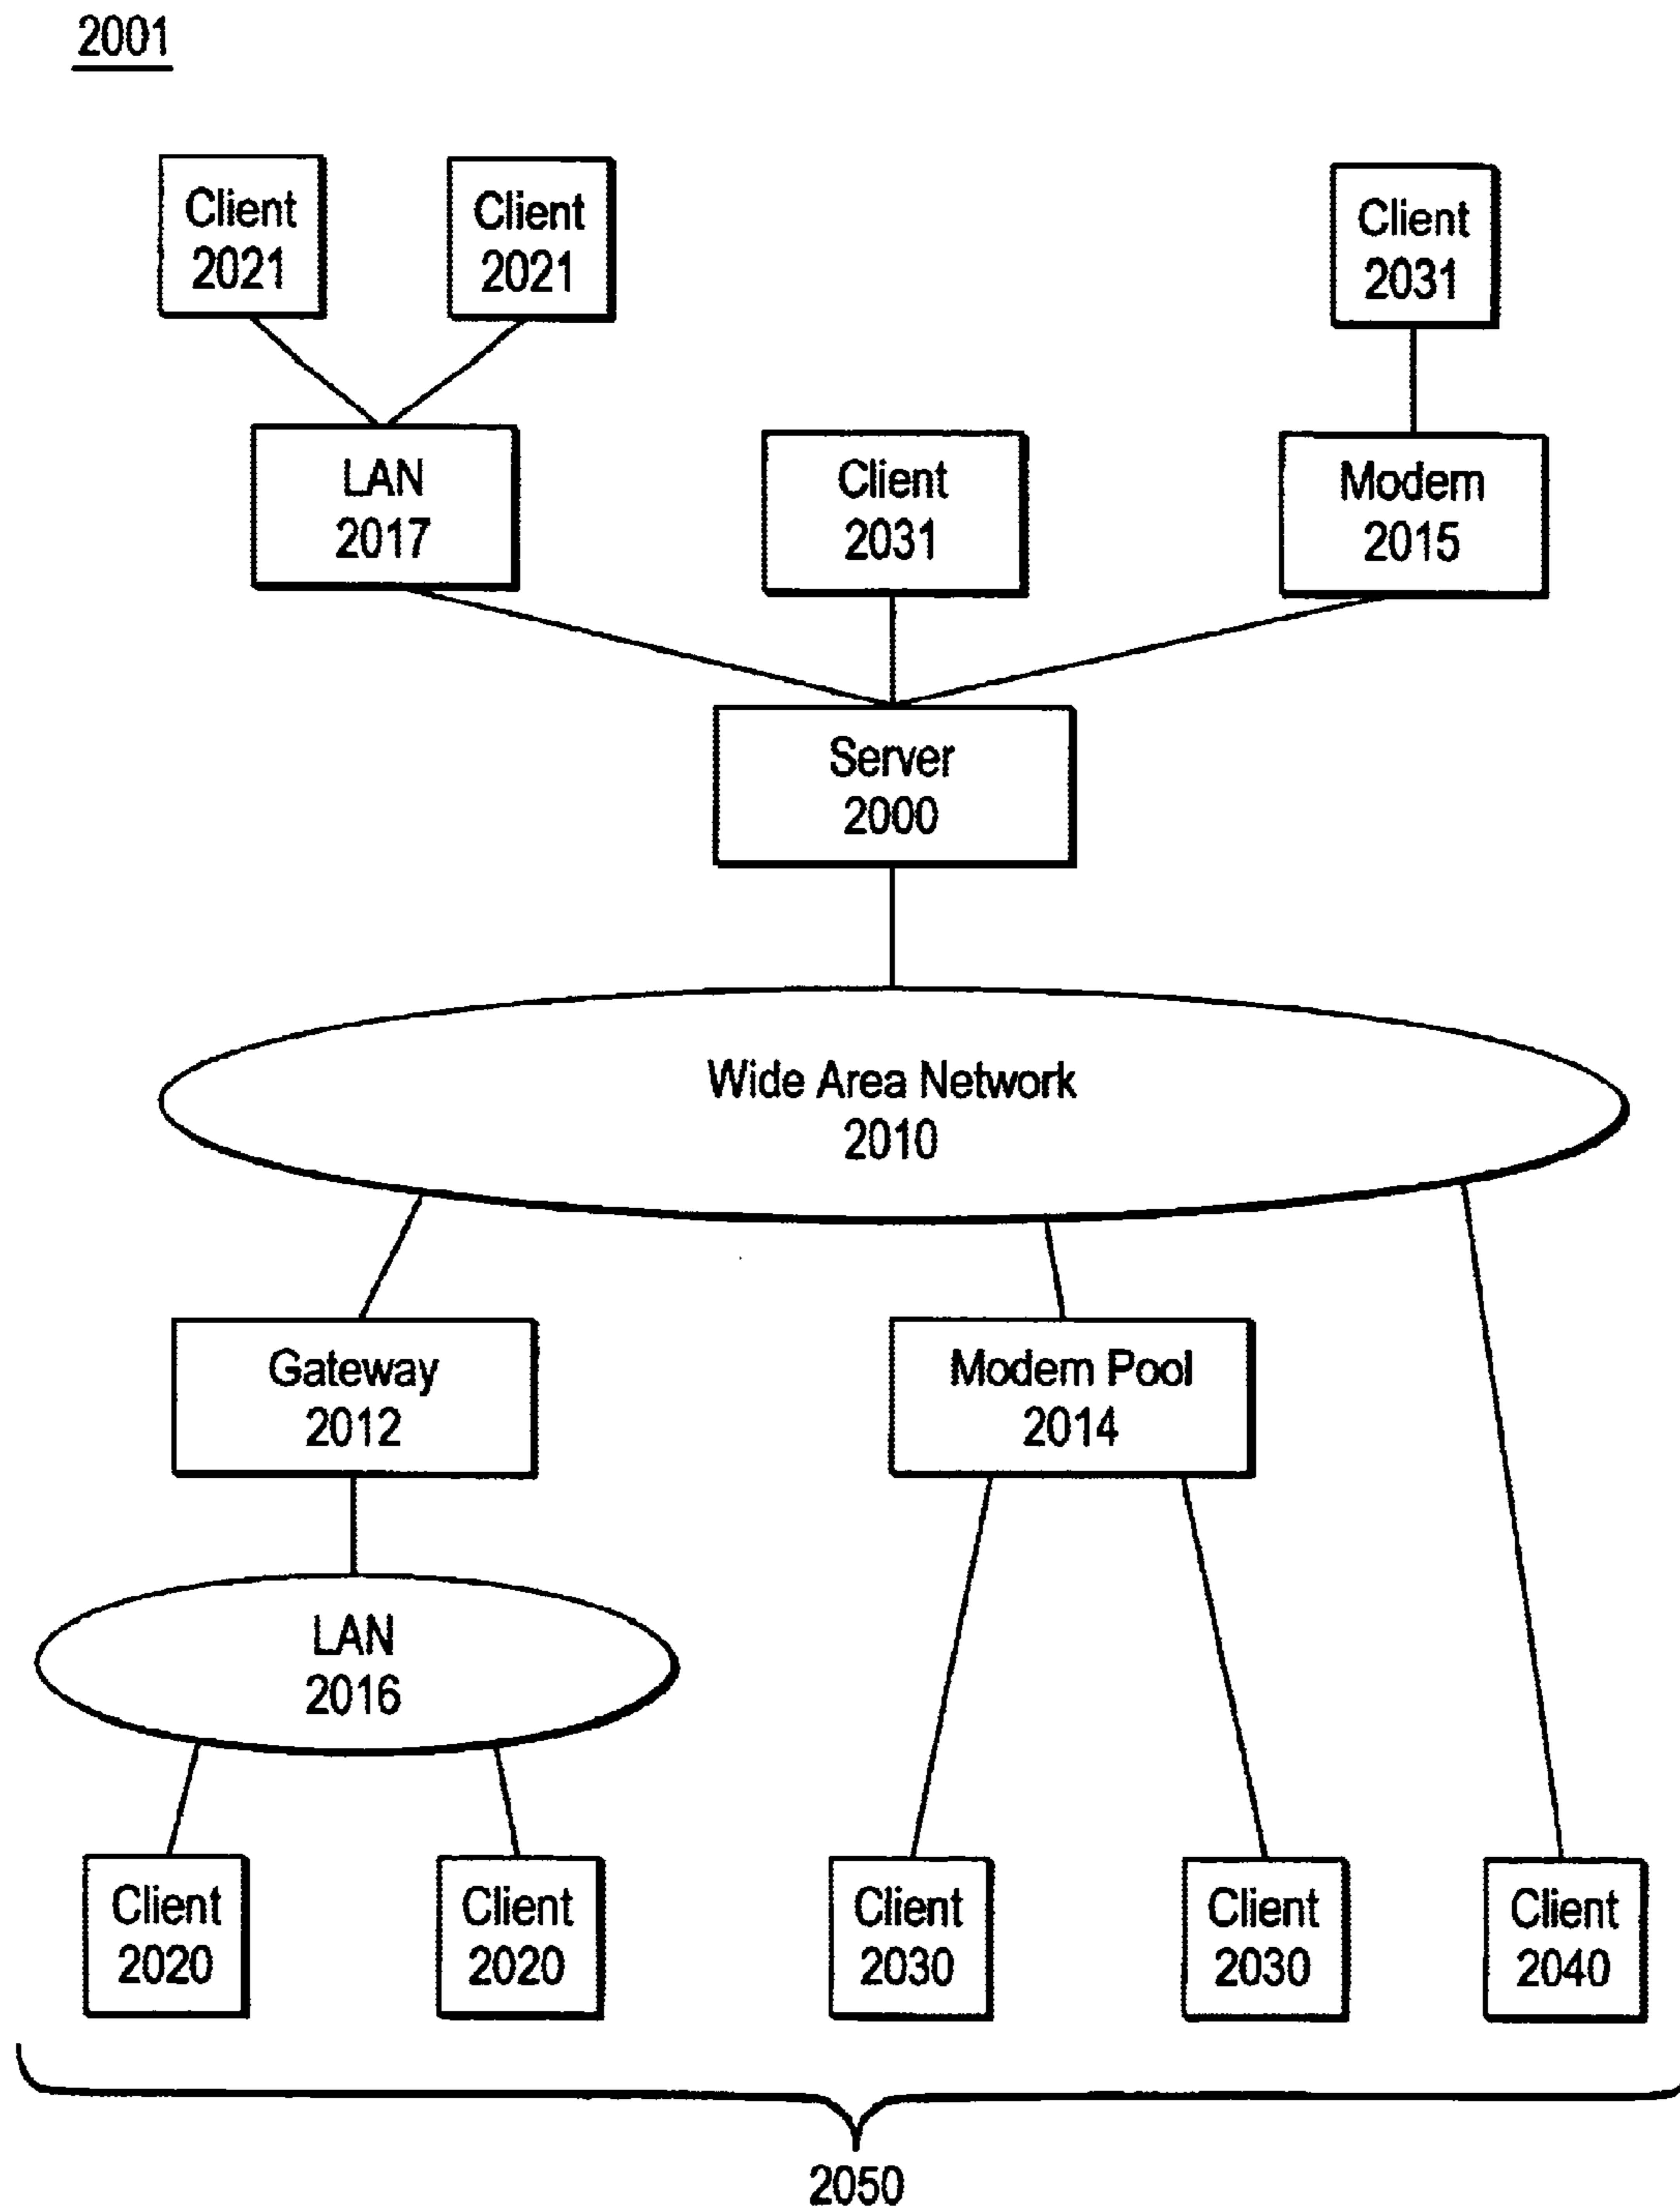 2001
Client
2021
Client
2021
Client
2031
LAN
2017
Client
2031
Modem
2015
Server
2000
Wide Area Network
2010
Gateway
2012
Modem Pool
2014
LAN
2016
Client
2020
Client
2020
Client
2030
Client
2030
Client
2040
2050